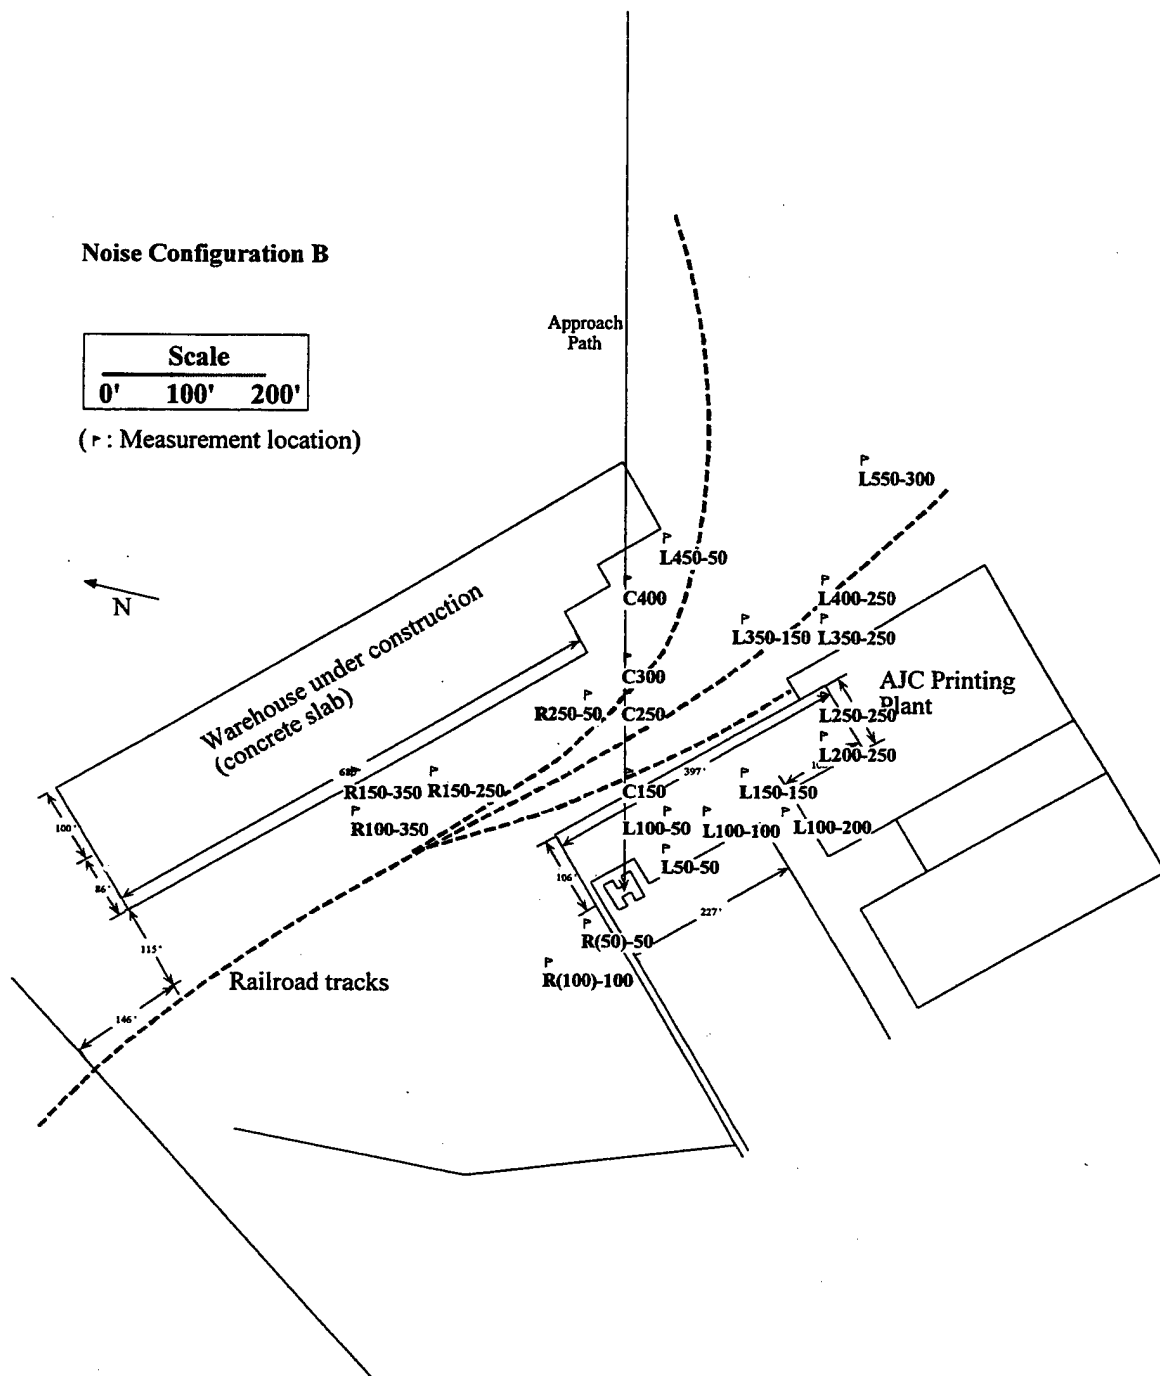 Noise Configuration B
Approach
Path
Scale
0' 100' 200'
( : Measurement location)
L550-300
L450-50
N
C400
L400-250
Warehouse under construction
(concrete slab)
L350-150
L350-250
C300
AJC Printing
Plant
R250-50
C250
L250-250
L200-250
397'
R150-350
R150-250
C150
L150-150
100'
R100-350
L100-50
L100-100
L100-200
86'
106'
L50-50
227'
115'
R(50)-50
Railroad tracks
R(100)-100
146'
H